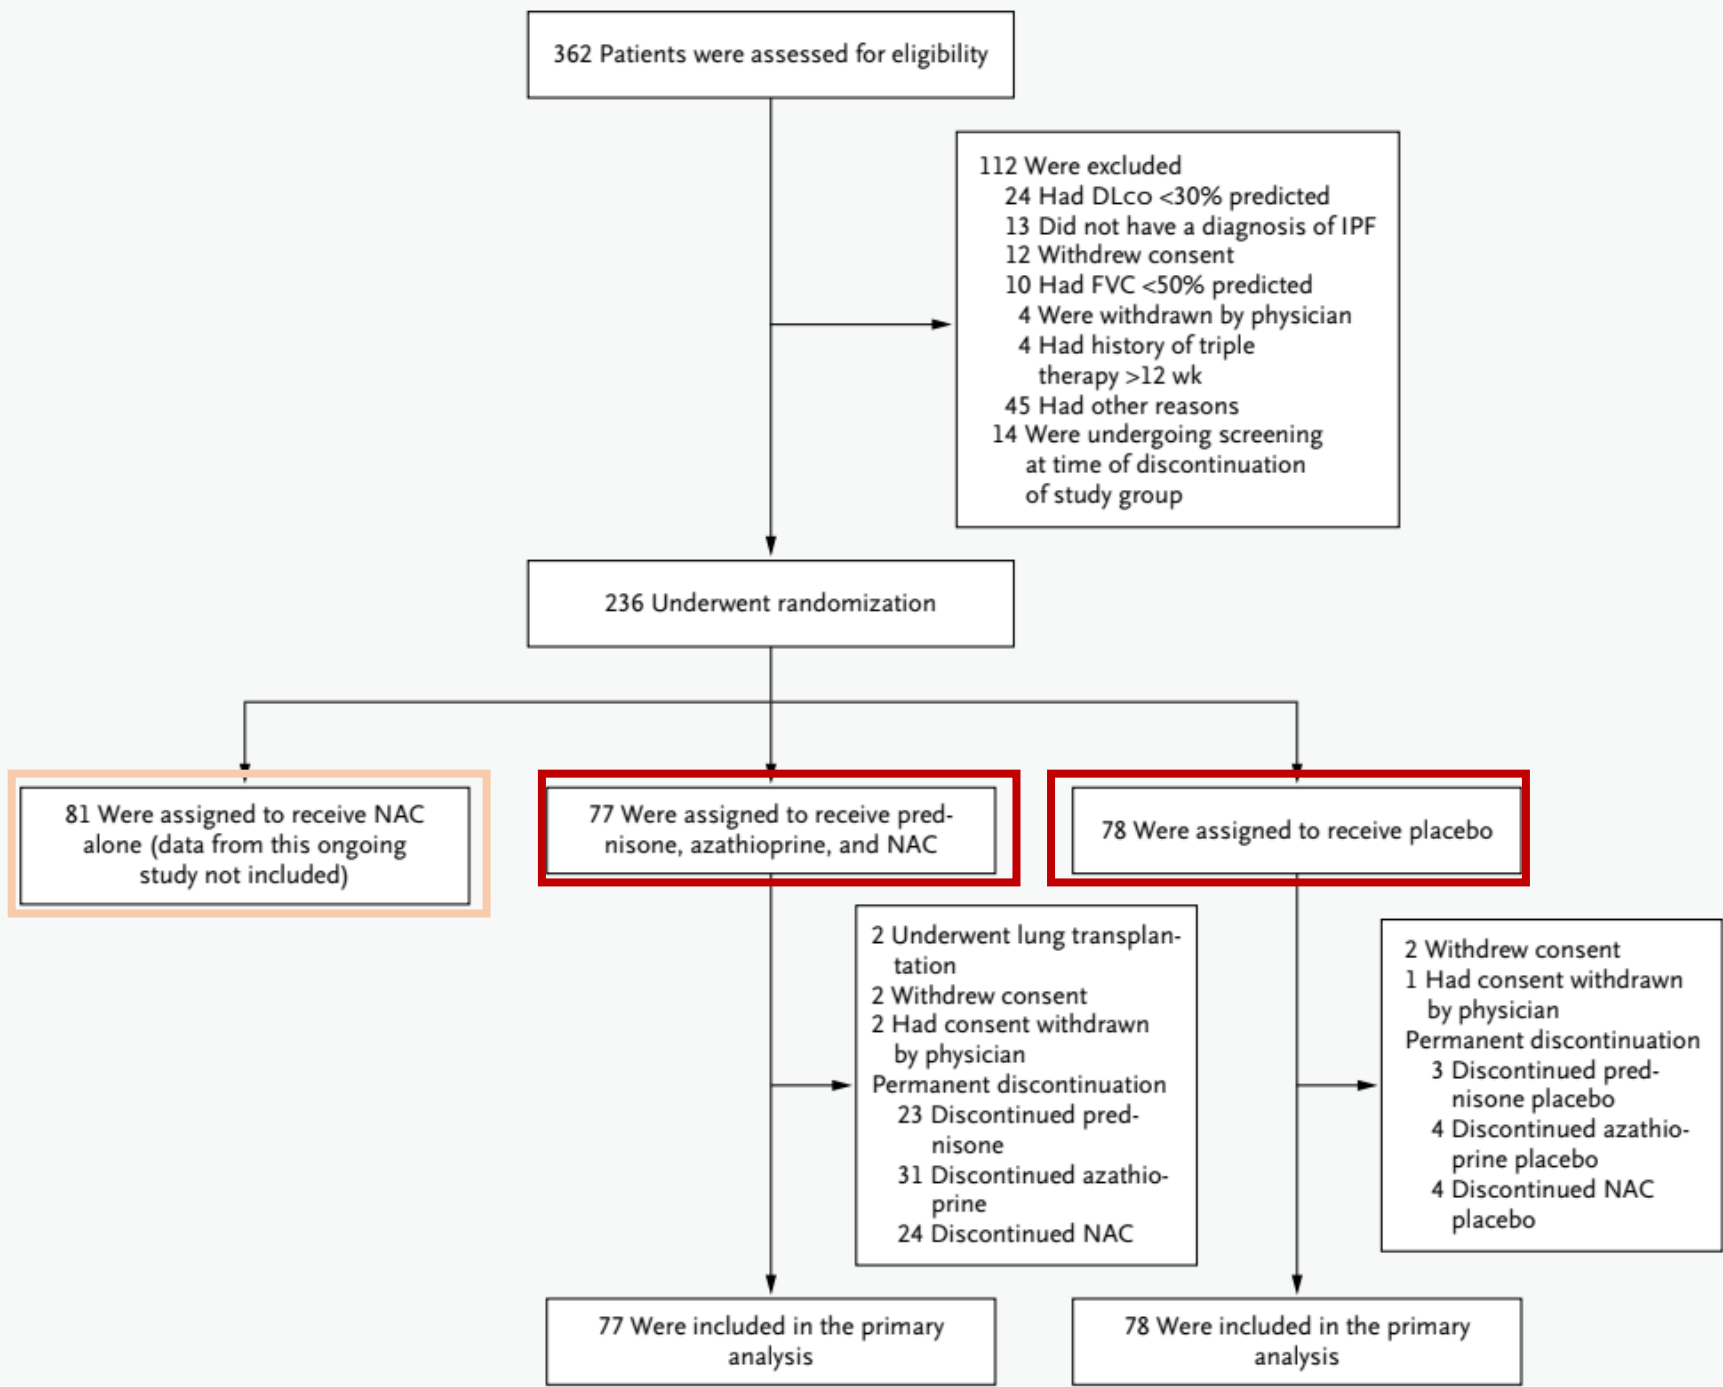 362 Patients were assessed for eligibility
112 Were excluded
24 Had DLco <30% predicted
13 Did not have a diagnosis of IPF
12 Withdrew consent
10 Had FVC <50% predicted
4 Were withdrawn by physician
4 Had history of triple
therapy >12 wk
45 Had other reasons
14 Were undergoing screening
at time of discontinuation
of study group
236 Underwent randomization
81 Were assigned to receive NAC
alone (data from this ongoing
study not included)
77 Were assigned to receive pred-
nisone, azathioprine, and NAC
78 Were assigned to receive placebo
2 Underwent lung transplan-
tation
2 Withdrew consent
2 Had consent withdrawn
by physician
Permanent discontinuation
23 Discontinued pred-
nisone
31 Discontinued azathio-
prine
24 Discontinued NAC
2 Withdrew consent
1 Had consent withdrawn
by physician
Permanent discontinuation
3 Discontinued pred-
nisone placebo
4 Discontinued azathio-
prine placebo
4 Discontinued NAC
placebo
77 Were included in the primary
analysis
78 Were included in the primary
analysis